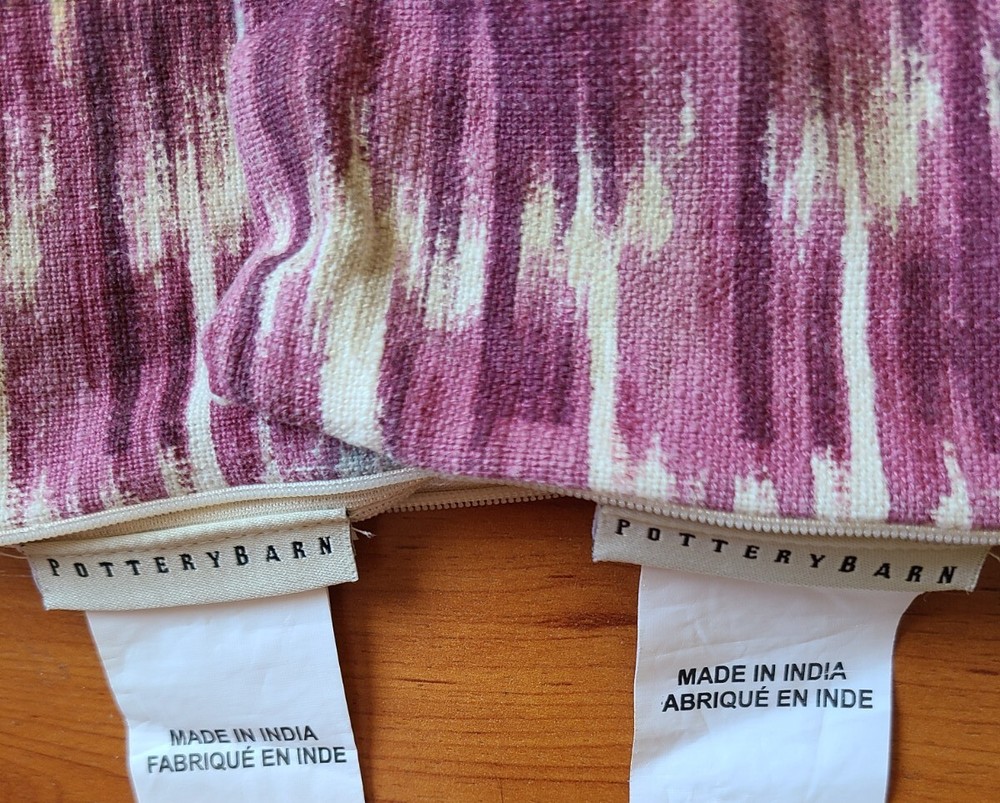 POTTERYBARN
MADE IN INDIA
FABRIQUÉ EN INDE
POTTERYBARN
MADE IN INDIA
ABRIQUÉ EN INDE